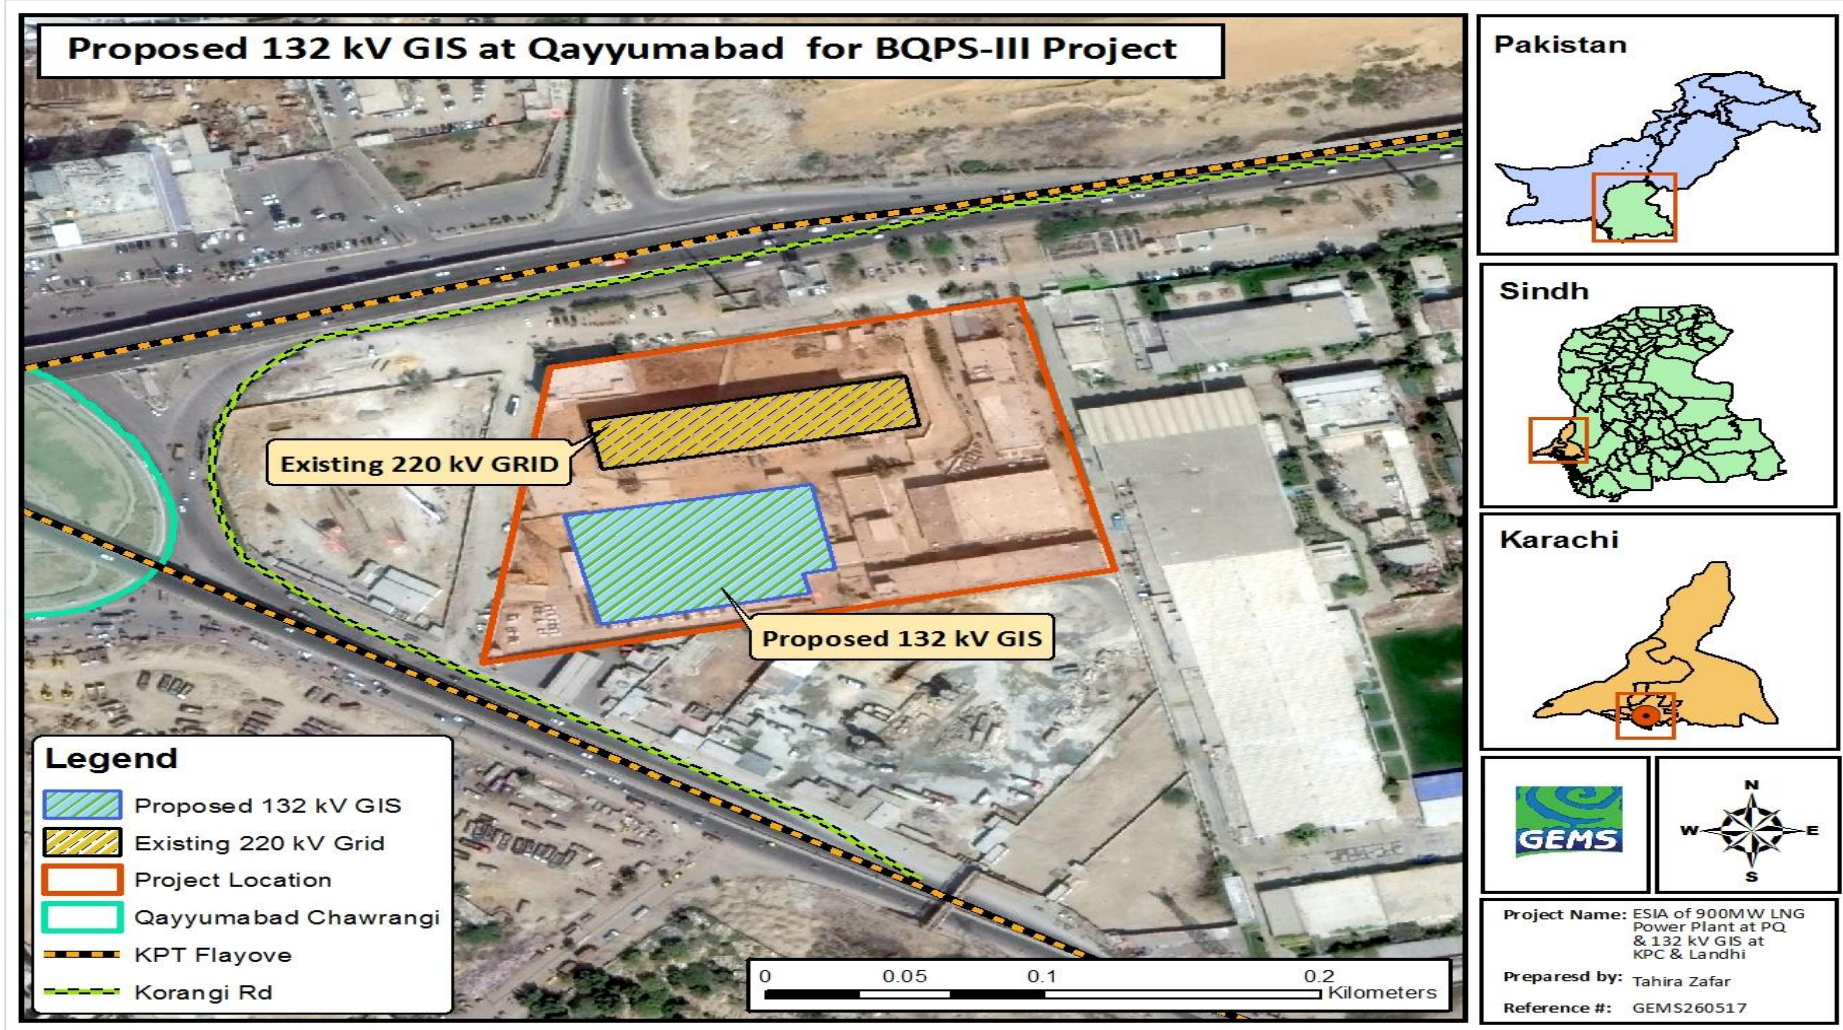 Proposed 132 kV GIS at Qayyumabad for BQPS-III Project
Existing 220 kV GRID
Proposed 132 kV GIS
Legend
Proposed 132 kV GIS
Existing 220 kV Grid
Project Location
Qayyumabad Chawrangi
KPT Flayove
Korangi Rd
0 0.05 0.1 0.2
Kilometers
Pakistan
Sindh
Karachi
GEMS
N
W E
S
Project Name: ESIA of 900MW LNG
Power Plant at PQ
& 132 kV GIS at
KPC & Landhi
Preparesd by: Tahira Zafar
Reference #: GEMS260517